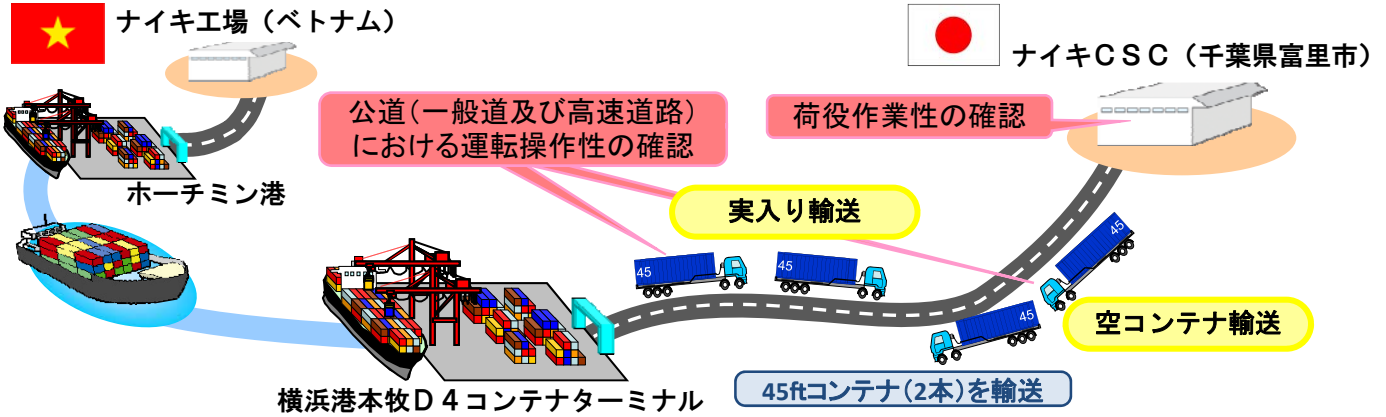 ナイキ工場（ベトナム）
ナイキＣＳＣ（千葉県富里市）
公道（一般道及び高速道路）
における運転操作性の確認
荷役作業性の確認
ホーチミン港
実入り輸送
45
45
45
45
空コンテナ輸送
45ftコンテナ（2本）を輸送
横浜港本牧Ｄ４コンテナターミナル